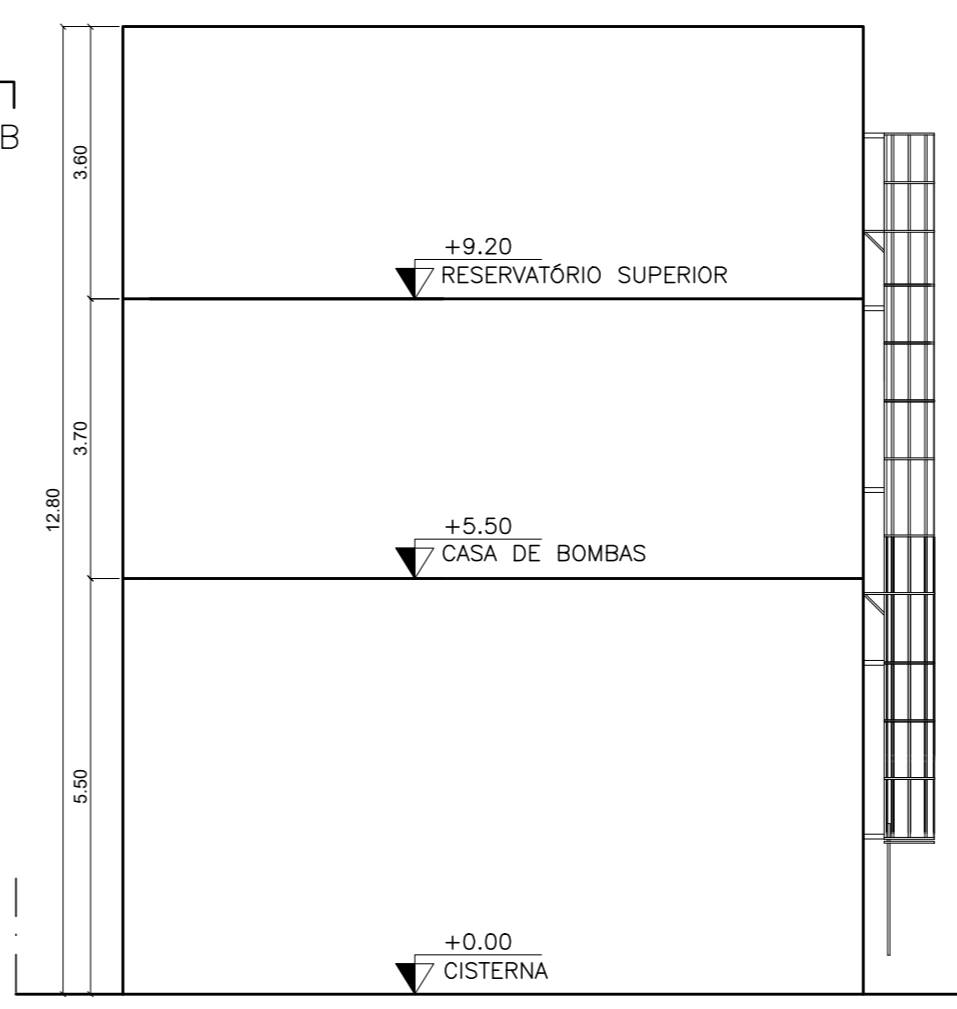 B
3.60
+9.20
RESERVATÓRIO SUPERIOR
3.70
12.80
+5.50
CASA DE BOMBAS
5.50
+0.00
CISTERNA